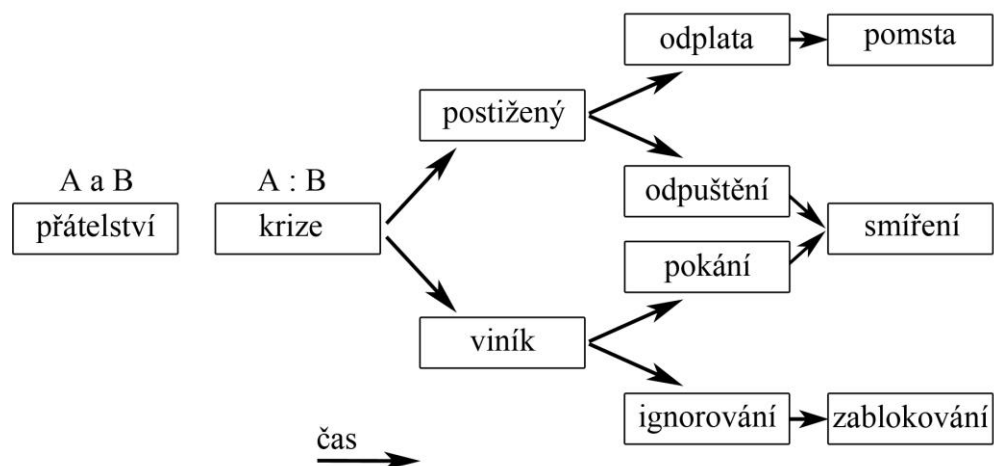 A a B
přátelství
A : B
krize
postižený
viník
odplata
odpuštění
pokání
ignorování
pomsta
smíření
zablokování
čas